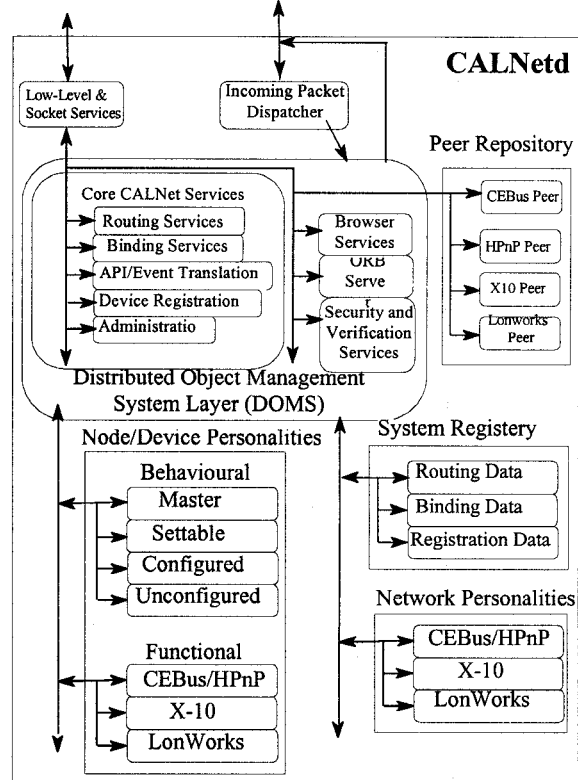 CALNetd
Low-Level &
Socket Services
Incoming Packet
Dispatcher
Peer Repository
CEBus Peer
HPnP Peer
X10 Peer
Lonworks
Peer
Core CALNet Services
Routing Services
Binding Services
API/Event Translation
Device Registration
Administratio
Browser
Services
ORB
Serve
r
Security and
Verification
Services
Distributed Object Management
System Layer (DOMS)
Node/Device Personalities
Behavioural
Master
Settable
Configured
Unconfigured
Functional
CEBus/HPnP
X-10
LonWorks
System Registery
Routing Data
Binding Data
Registration Data
Network Personalities
CEBus/HPnP
X-10
LonWorks